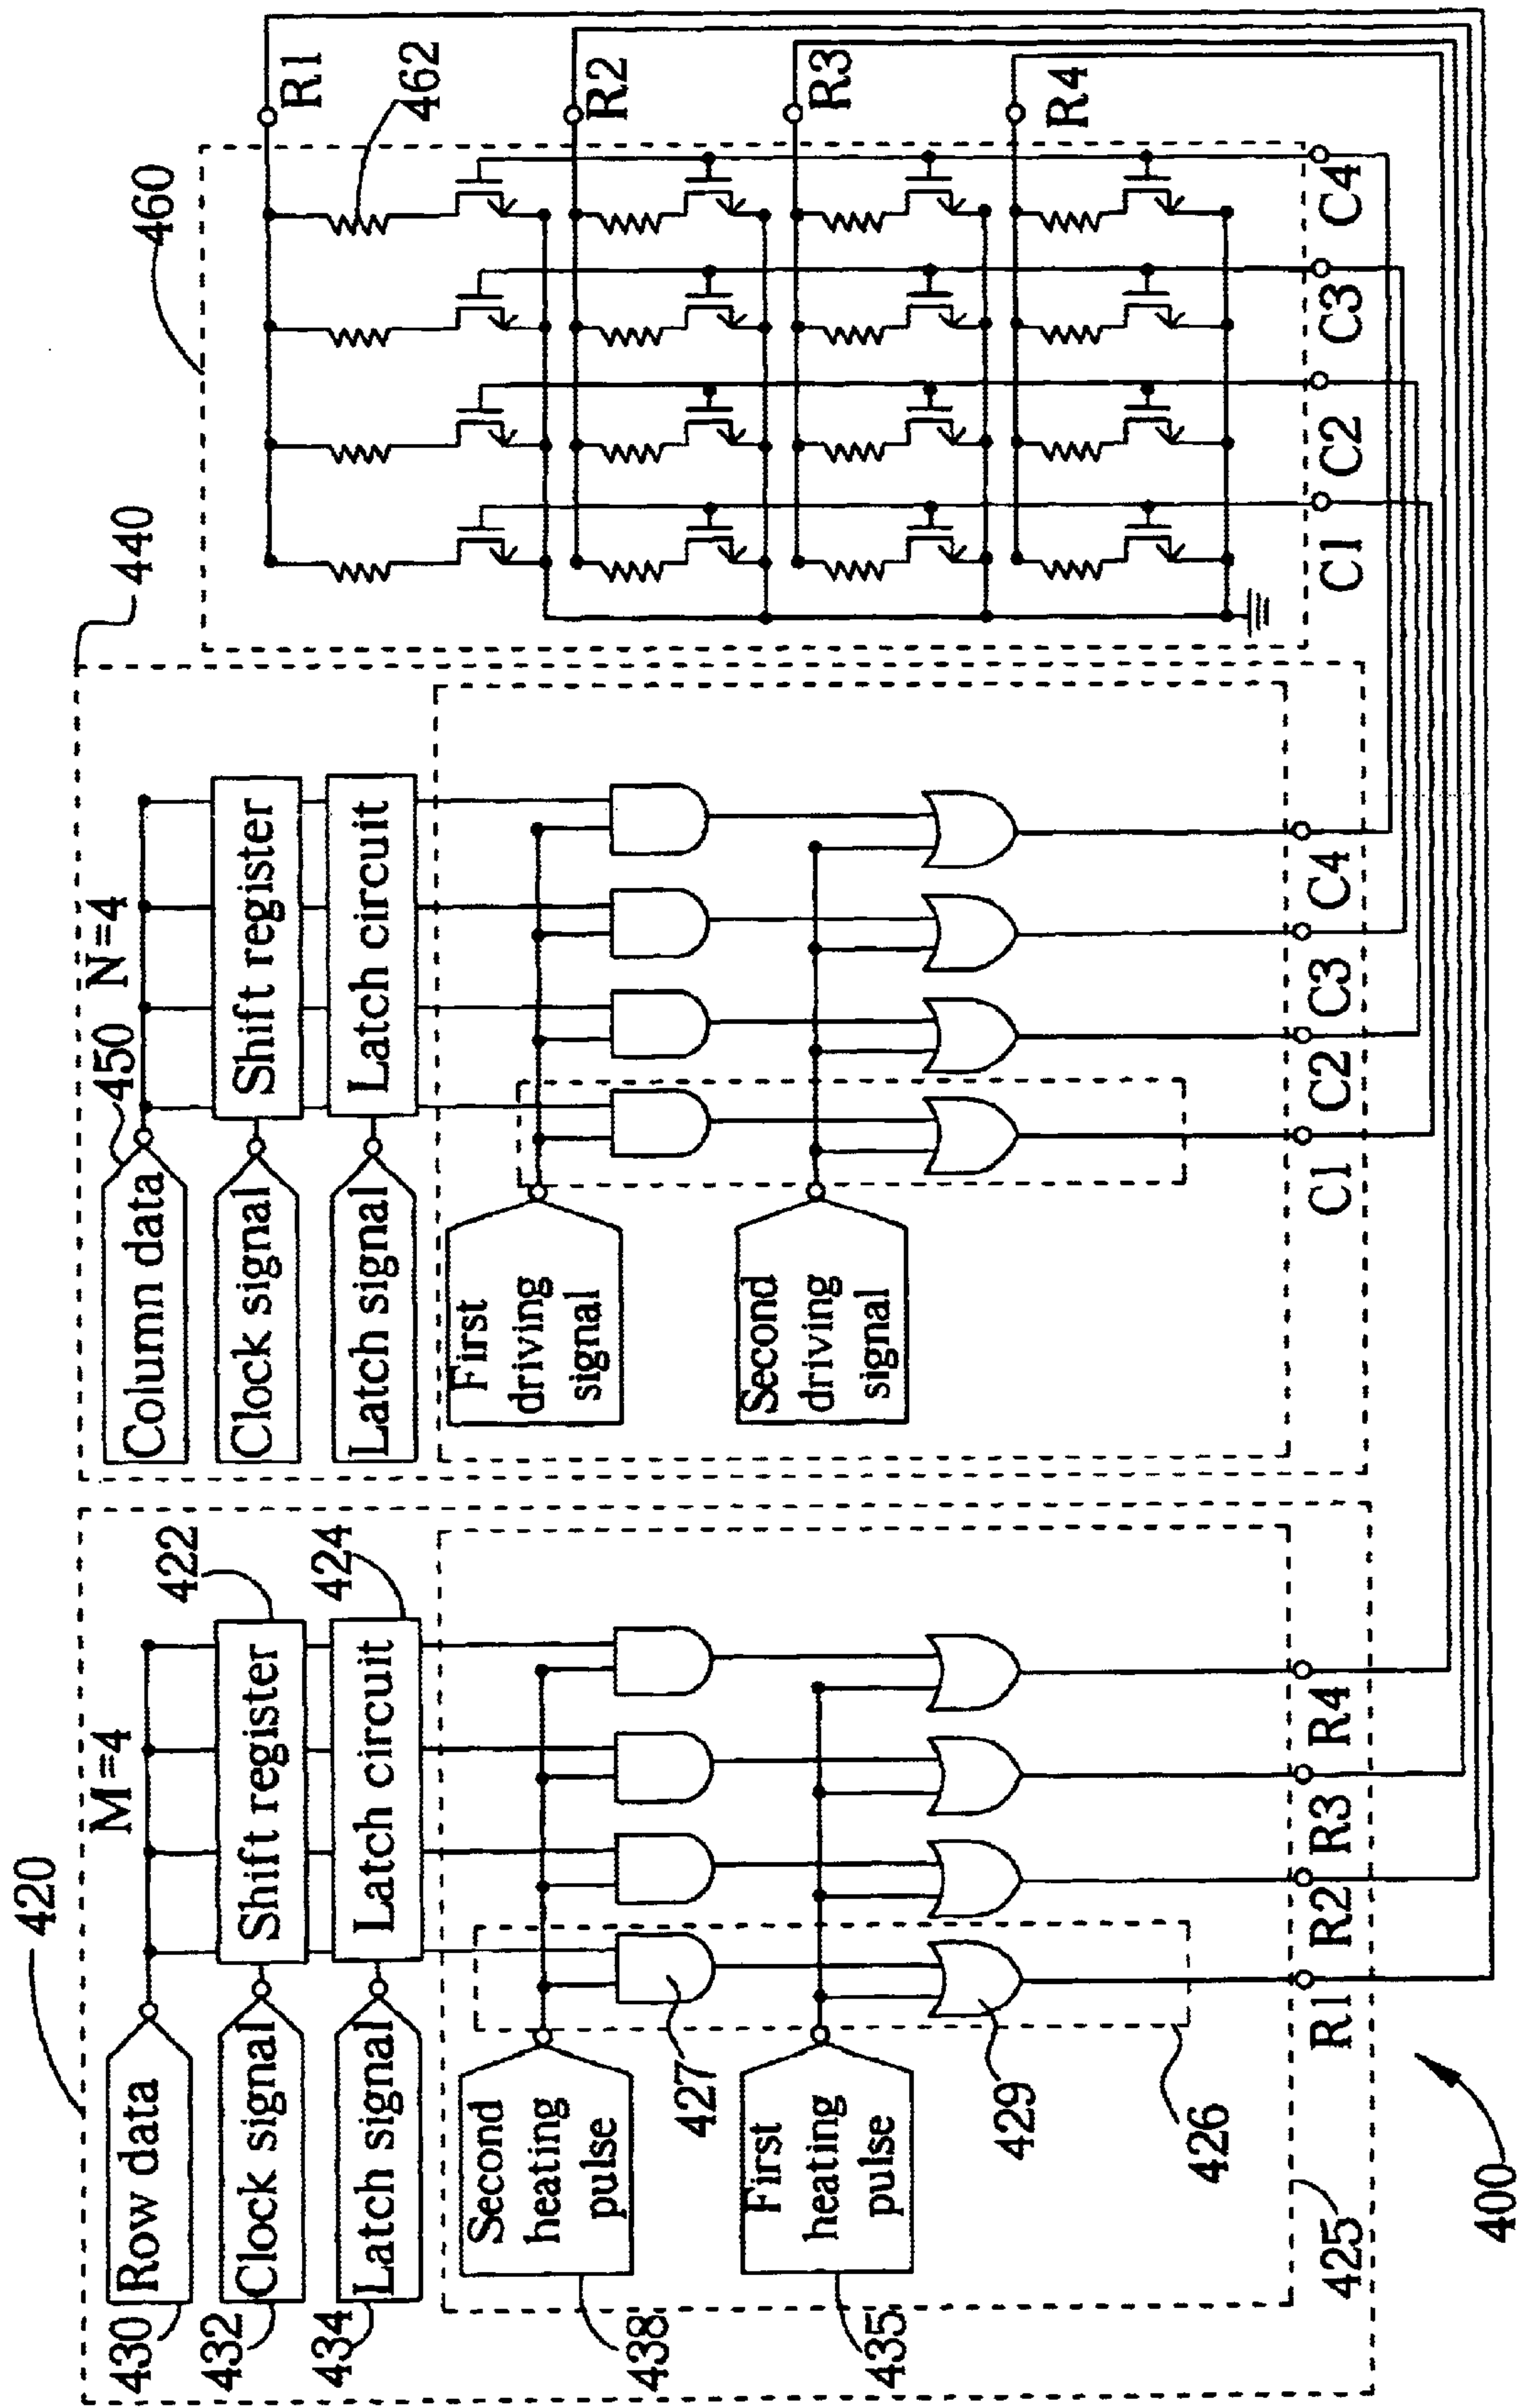 420
M=4
430
Row data
432
Clock signal
434
Latch signal
Shift register
422
Latch circuit
424
438
Second
heating
pulse
435
First
heating
pulse
427
429
426
425
R1
R2
R3
R4
400
440
N=4
450
Column data
Clock signal
Latch signal
Shift register
Latch circuit
First
driving
signal
Second
driving
signal
C1
C2
C3
C4
460
462
R1
R2
R3
R4
C1
C2
C3
C4